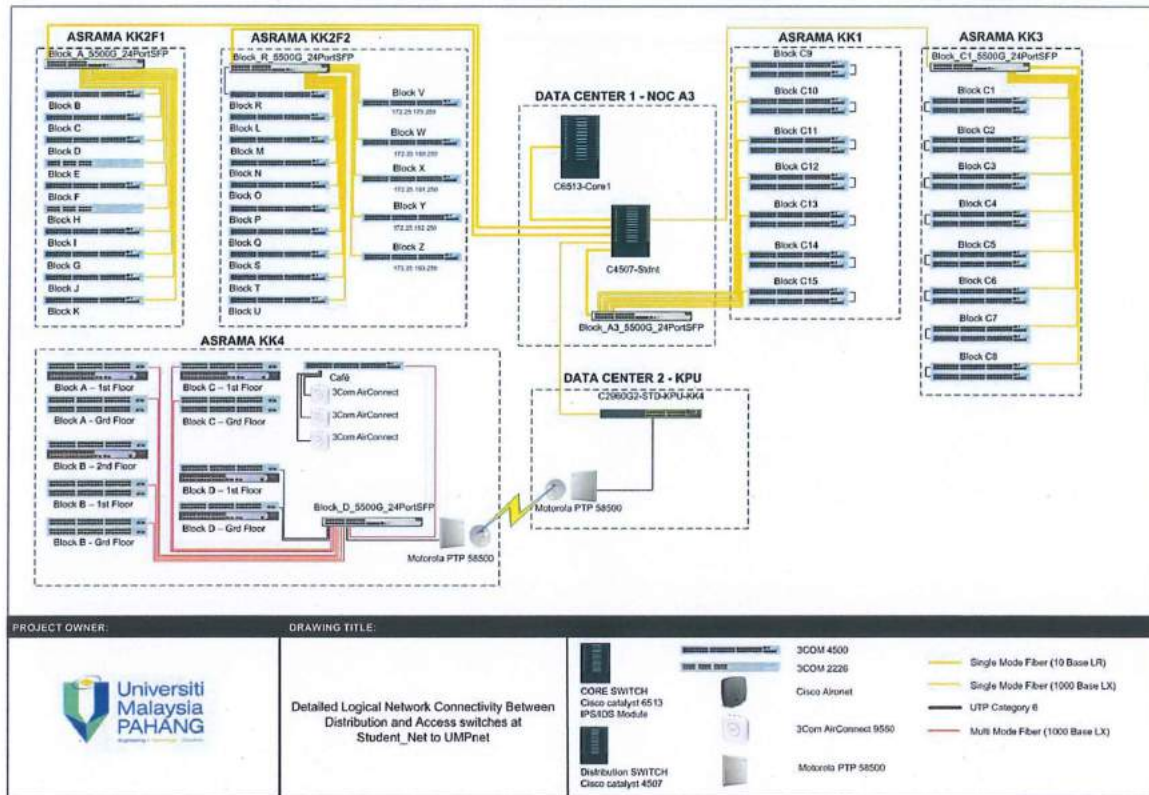 ASRAMA KK2F1
Block_A_5500G_24PortSFP
Block B
Block C
Block D
Block E
Block F
Block H
Block I
Block G
Block J
Block K
ASRAMA KK2F2
Block_R_5500G_24PortSFP
Block R
Block L
Block M
Block N
Block O
Block P
Block Q
Block S
Block T
Block U
Block V
Block W
Block X
Block Y
Block Z
DATA CENTER 1 - NOC A3
C6513-Core1
C4507-Stdnt
Block_A3_5500G_24PortSFP
ASRAMA KK1
Block C9
Block C10
Block C11
Block C12
Block C13
Block C14
Block C15
ASRAMA KK3
Block_C1_5500G_24PortSFP
Block C1
Block C2
Block C3
Block C4
Block C5
Block C6
Block C7
Block C8
ASRAMA KK4
Block A – 1st Floor
Block A - Grd Floor
Block B – 2nd Floor
Block B – 1st Floor
Block B - Grd Floor
Block C – 1st Floor
Block C – Grd Floor
Block D – 1st Floor
Block D – Grd Floor
Café
3Com AirConnect
3Com AirConnect
3Com AirConnect
Block_D_5500G_24PortSFP
Motorola PTP 58500
DATA CENTER 2 - KPU
C2960G2-STD-KPU-KK4
Motorola PTP 58500
PROJECT OWNER:
Universiti
Malaysia
PAHANG
DRAWING TITLE:
Detailed Logical Network Connectivity Between
Distribution and Access switches at
Student_Net to UMPnet
CORE SWITCH
Cisco catalyst 6513
IPS/IDS Module
Distribution SWITCH
Cisco catalyst 4507
3COM 4500
3COM 2226
Cisco Aironet
3Com AirConnect 9550
Motorola PTP 58500
Single Mode Fiber (10 Base LR)
Single Mode Fiber (1000 Base LX)
UTP Category 6
Multi Mode Fiber (1000 Base LX)